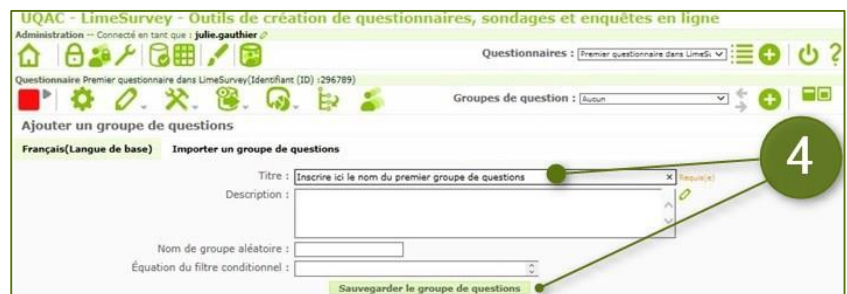 UQAC - LimeSurvey - Outils de création de questionnaires, sondages et enquêtes en ligne
Administration -- Connecté en tant que : julie.gauthier
Questionnaires : Premier questionnaire dans LimeSu
Questionnaire Premier questionnaire dans LimeSurvey(Identifiant (ID) :296789)
Groupes de question : Aucun
Ajouter un groupe de questions
Français(Langue de base) Importer un groupe de questions
4
Titre : Inscrire ici le nom du premier groupe de questions x Requis(e)
Description :
Nom de groupe aléatoire :
Équation du filtre conditionnel :
Sauvegarder le groupe de questions